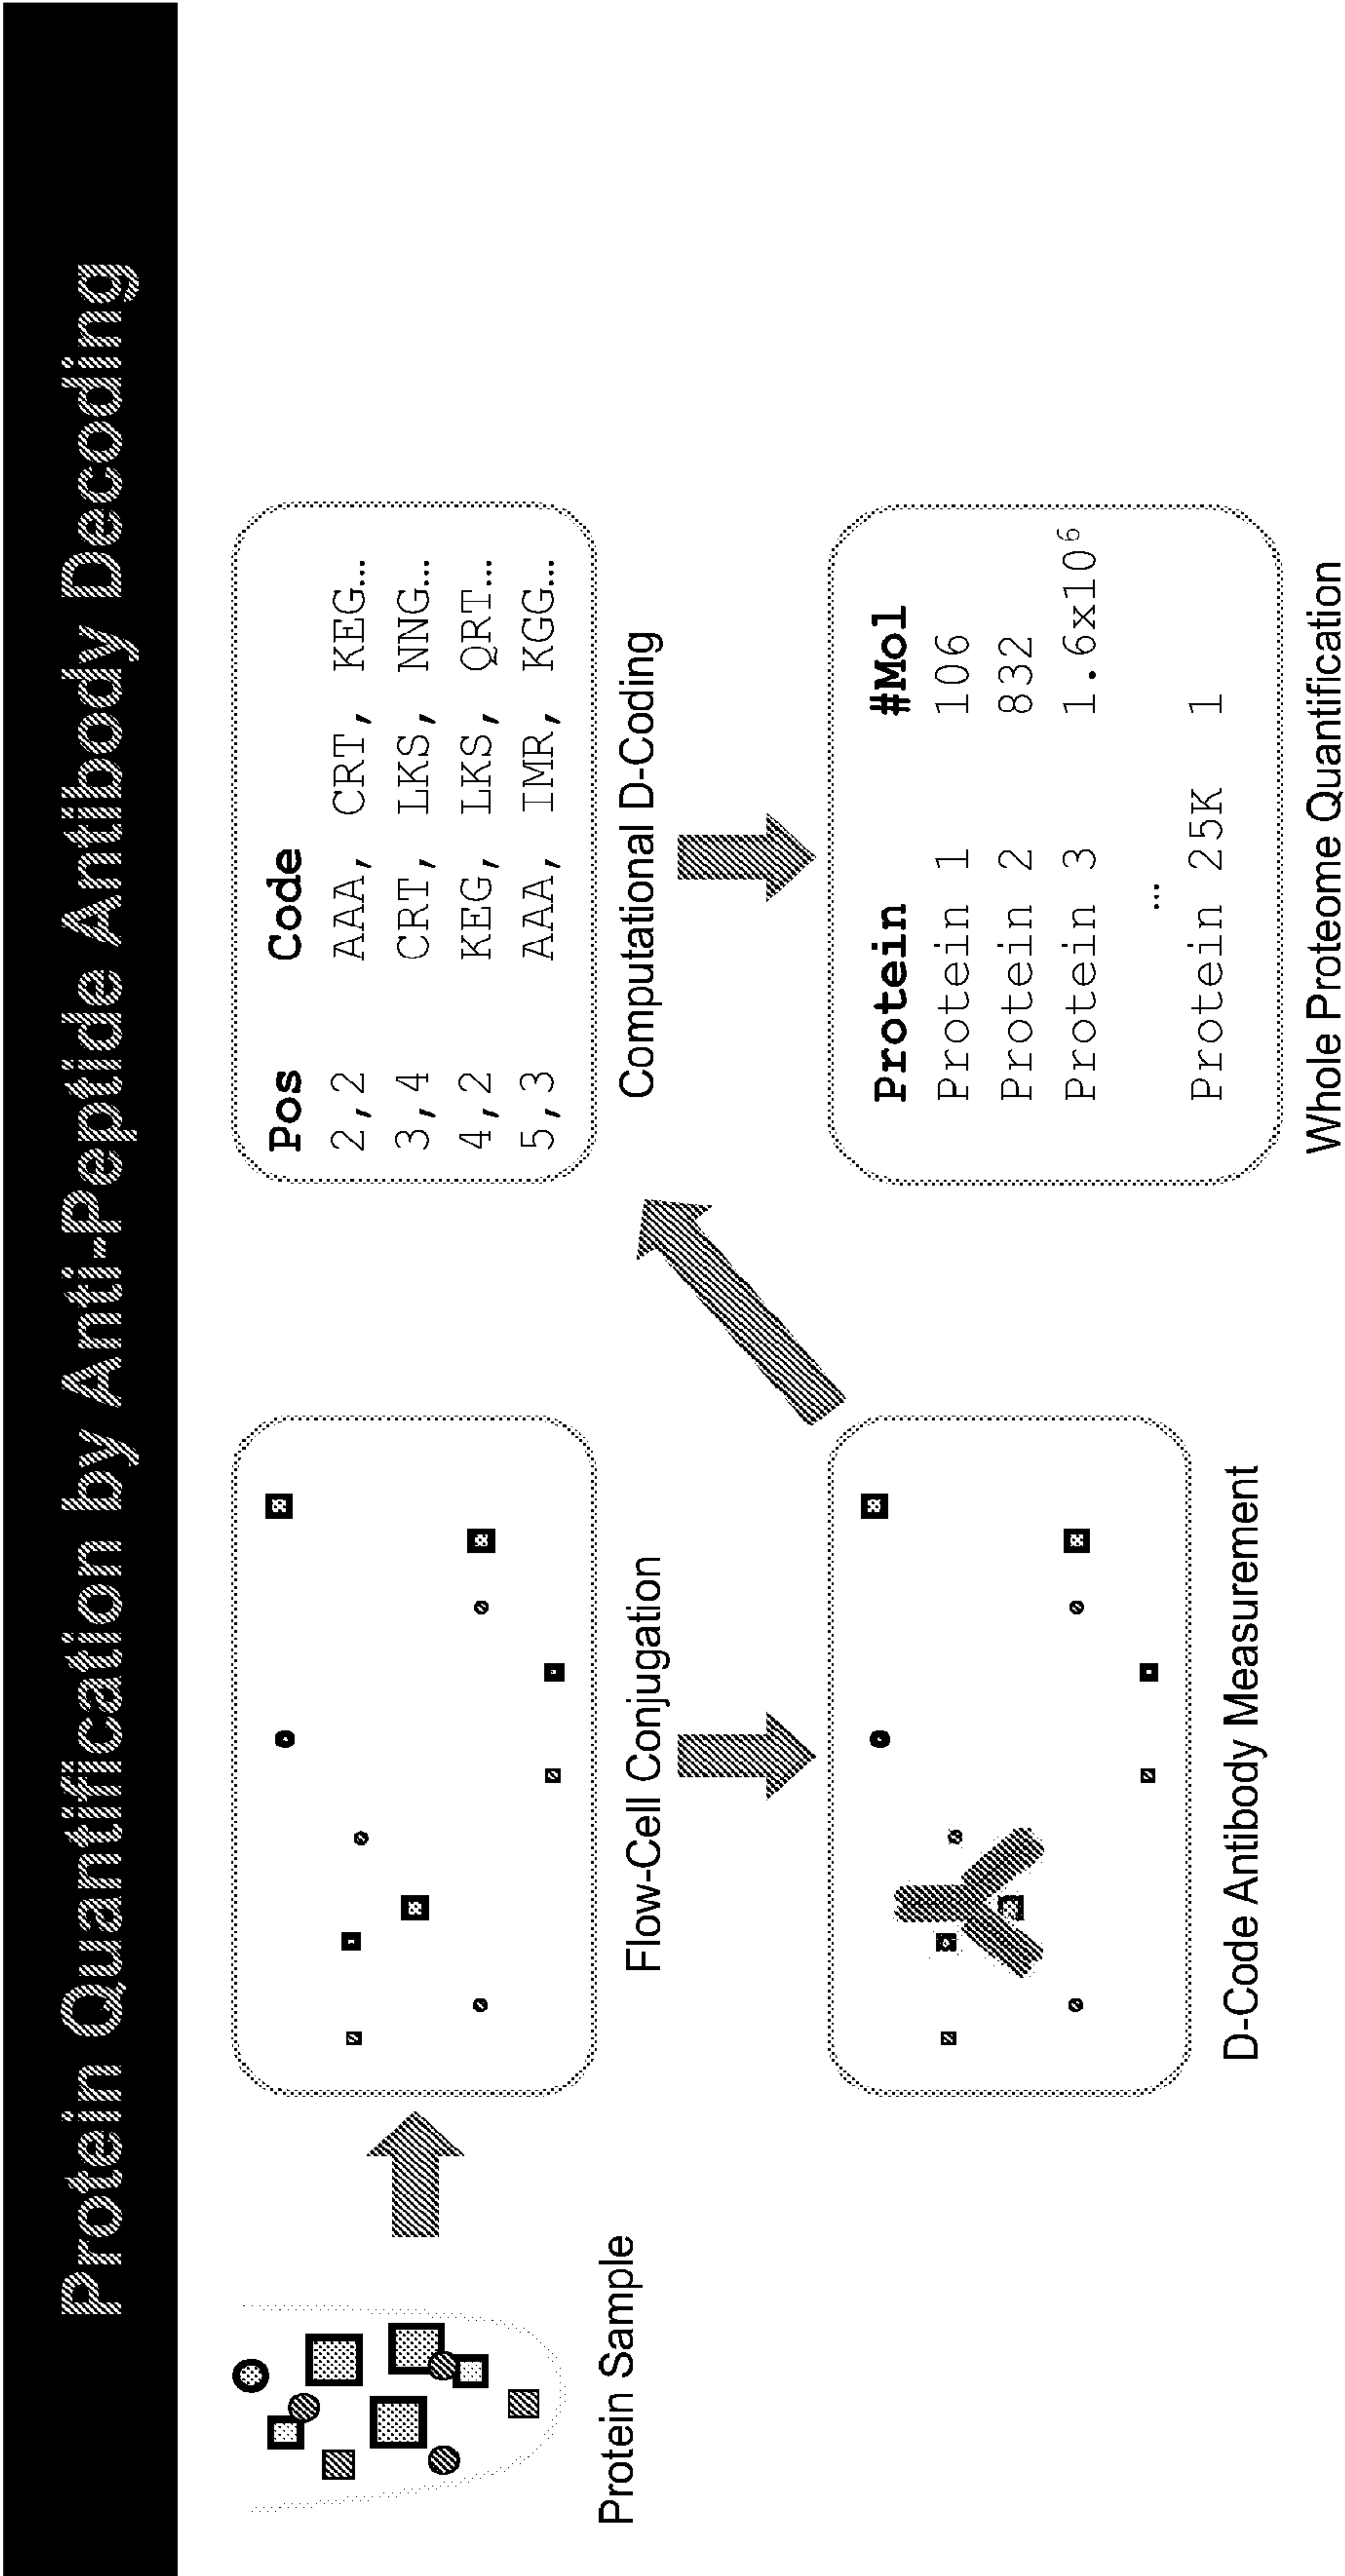 Protein Quantification by Anti-Peptide Antibody Decoding
Protein Sample
Flow-Cell Conjugation
D-Code Antibody Measurement
Pos Code
2,2 AAA, CRT, KEG...
3,4 CRT, LKS, NNG...
4,2 KEG, LKS, QRT...
5,3 AAA, IMR, KGG...
Computational D-Coding
Protein #Mol
Protein 1 106
Protein 2 832
Protein 3 1.6x10⁶
...
Protein 25K 1
Whole Proteome Quantification